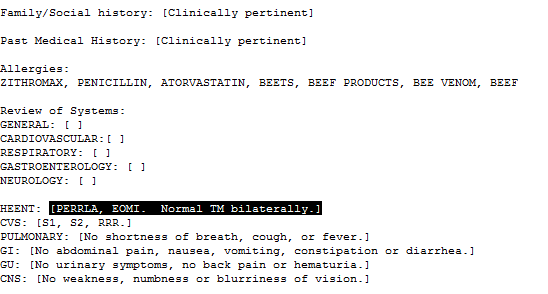 Family/Social history: [Clinically pertinent]
Past Medical History: [Clinically pertinent]
Allergies:
ZITHROMAX, PENICILLIN, ATORVASTATIN, BEETS, BEEF PRODUCTS, BEE VENOM, BEEF
Review of Systems:
GENERAL: [ ]
CARDIOVASCULAR:[ ]
RESPIRATORY: [ ]
GASTROENTEROLOGY: [ ]
NEUROLOGY: [ ]
HEENT: [PERRLA, EOMI.  Normal TM bilaterally.]
CVS: [S1, S2, RRR.]
PULMONARY: [No shortness of breath, cough, or fever.]
GI: [No abdominal pain, nausea, vomiting, constipation or diarrhea.]
GU: [No urinary symptoms, no back pain or hematuria.]
CNS: [No weakness, numbness or blurriness of vision.]